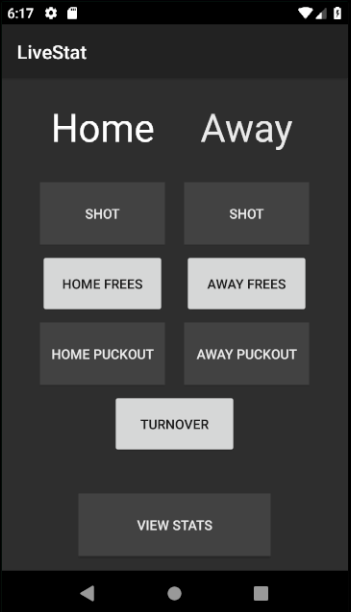 6:17
LiveStat
Home Away
SHOT SHOT
HOME FREES AWAY FREES
HOME PUCKOUT AWAY PUCKOUT
TURNOVER
VIEW STATS